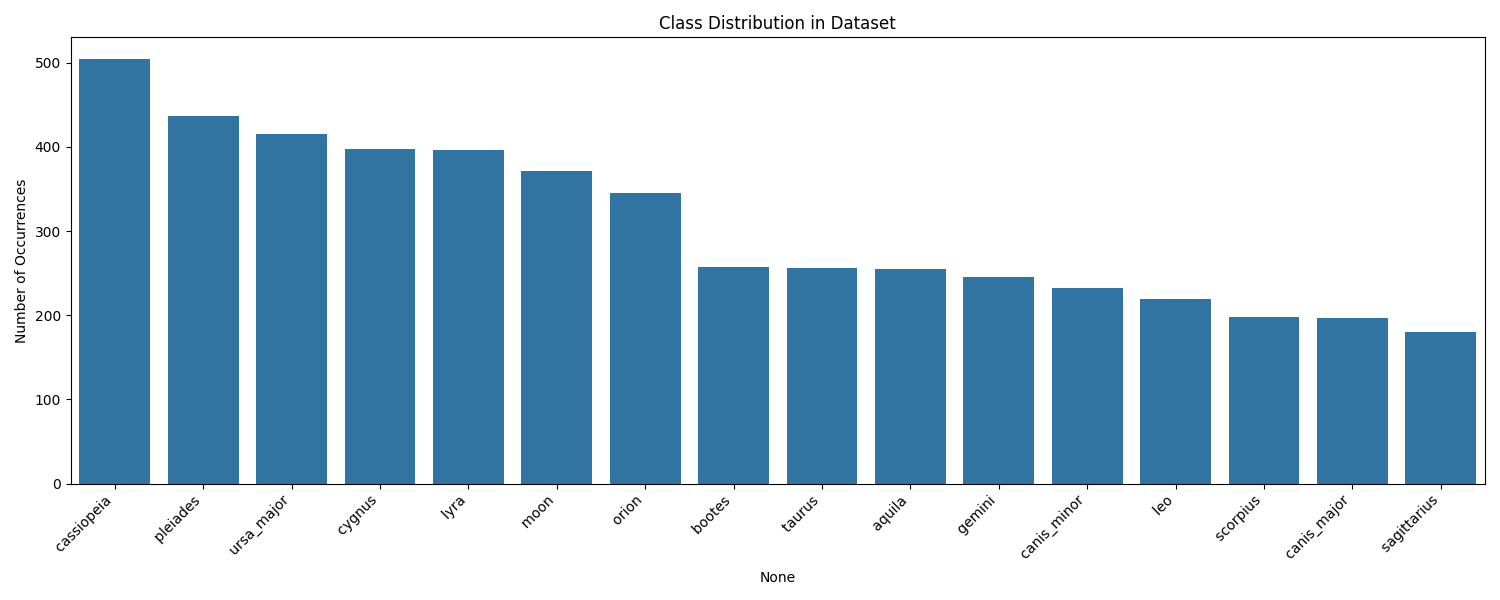 Class Distribution in Dataset
Number of Occurrences
500
400
300
200
100
0
cassiopeia
pleiades
ursa_major
cygnus
lyra
moon
orion
bootes
taurus
aquila
gemini
canis_minor
leo
scorpius
canis_major
sagittarius
None